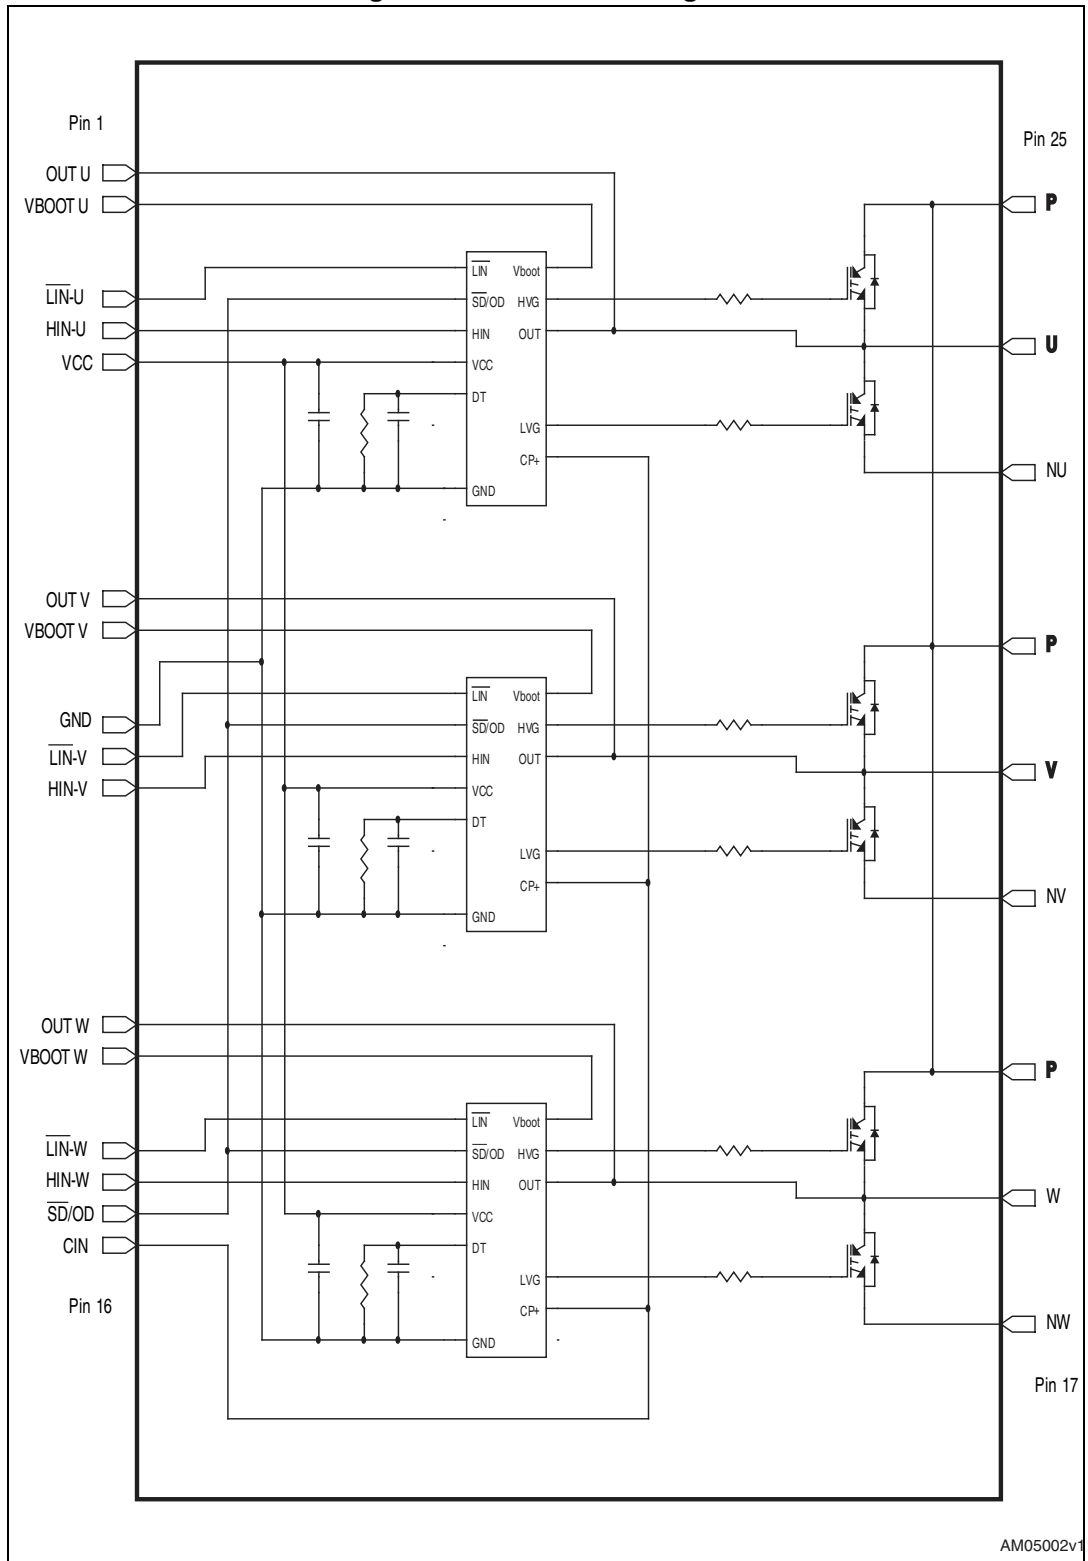 Pin 1
Pin 25
OUT U
VBOOT U
P
LIN-U
HIN-U
VCC
U
NU
LIN
Vboot
SD/OD
HVG
HIN
OUT
VCC
DT
LVG
CP+
GND
OUT V
VBOOT V
P
GND
LIN-V
HIN-V
V
NV
LIN
Vboot
SD/OD
HVG
HIN
OUT
VCC
DT
LVG
CP+
GND
OUT W
VBOOT W
P
LIN-W
HIN-W
SD/OD
CIN
W
NW
LIN
Vboot
SD/OD
HVG
HIN
OUT
VCC
DT
LVG
CP+
GND
Pin 16
Pin 17
AM05002v1